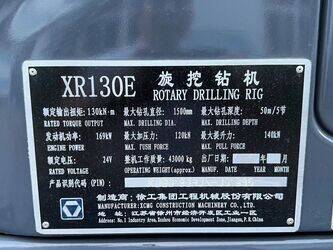 XR130E 旋挖钻机
ROTARY DRILLING RIG
额定输出扭矩: 130kN·m 最大钻孔直径: 1500mm 最大钻孔深度: 50m/5节
RATED TORQUE OUTPUT MAX. DRILLING DIA. MAX. DRILLING DEPTH
发动机功率: 169kW 最大加压力: 120kN 最大提升力: 140kN
ENGINE POWER MAX. CROWD FORCE MAX. PULL FORCE
额定电压: 24V 整机工作质量: 43000kg 出厂日期: 年 月
RATED VOLTAGE OPERATING WEIGHT (approx.) MANUFACTURING DATE
产品识别代码 (PIN):
制造商: 徐工集团工程机械股份有限公司
MANUFACTURER: XCMG CONSTRUCTION MACHINERY Co., LTD.
地址: 江苏省徐州市经济开发区工业一区
Address: No.1 Industry Area, Xuzhou Economic Development Zone, Jiangsu, P.R.China